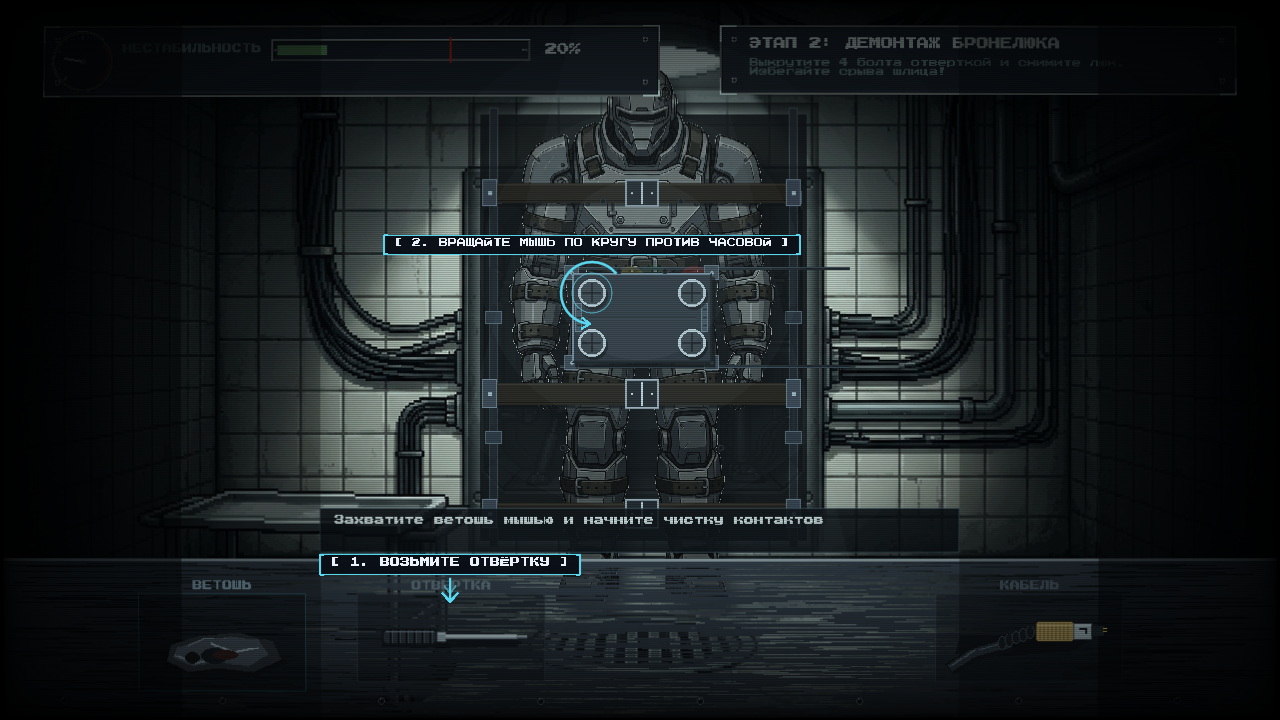 НЕСТАБИЛЬНОСТЬ
20%
ЭТАП 2: ДЕМОНТАЖ БРОНЕЛЮКА
Выкрутите 4 болта отверткой и снимите люк.
Избегайте срыва шлица!
[ 2. ВРАЩАЙТЕ МЫШЬ ПО КРУГУ ПРОТИВ ЧАСОВОЙ ]
Захватите ветошь мышью и начните чистку контактов
[ 1. ВОЗЬМИТЕ ОТВЁРТКУ ]
ВЕТОШЬ
ОТВЕРТКА
КАБЕЛЬ